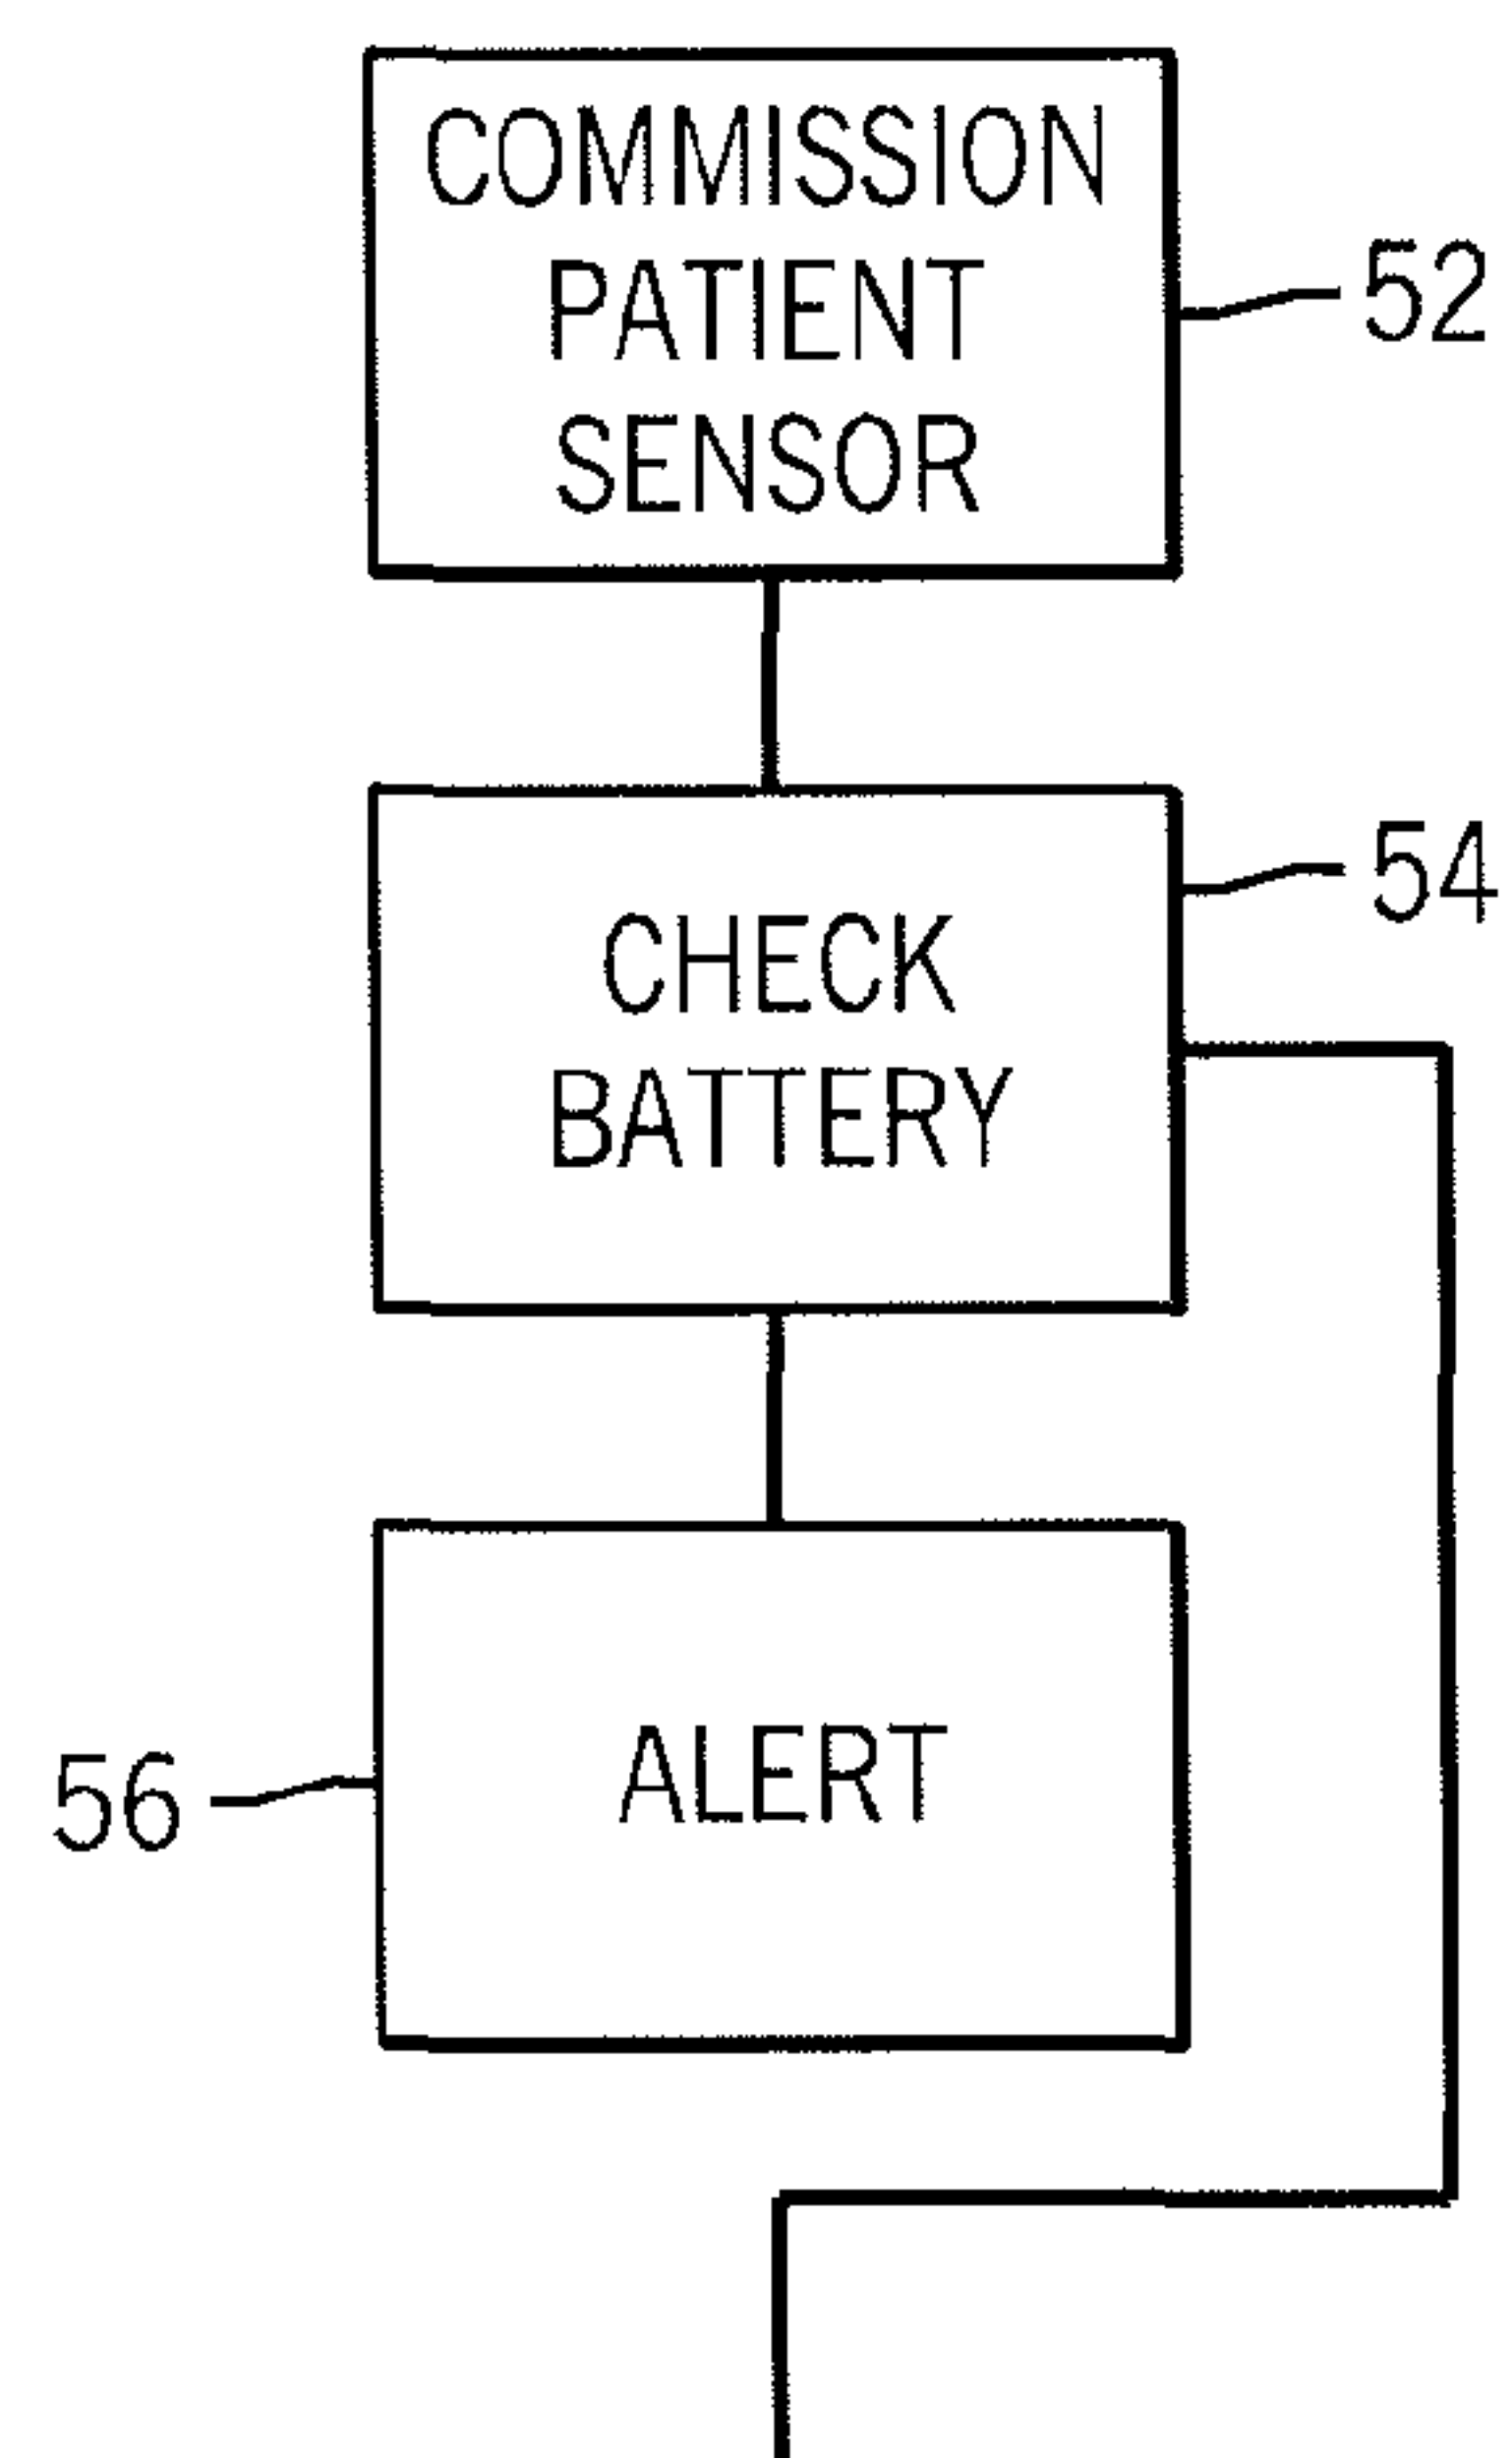 COMMISSION
PATIENT
SENSOR
52
54
CHECK
BATTERY
ALERT
56